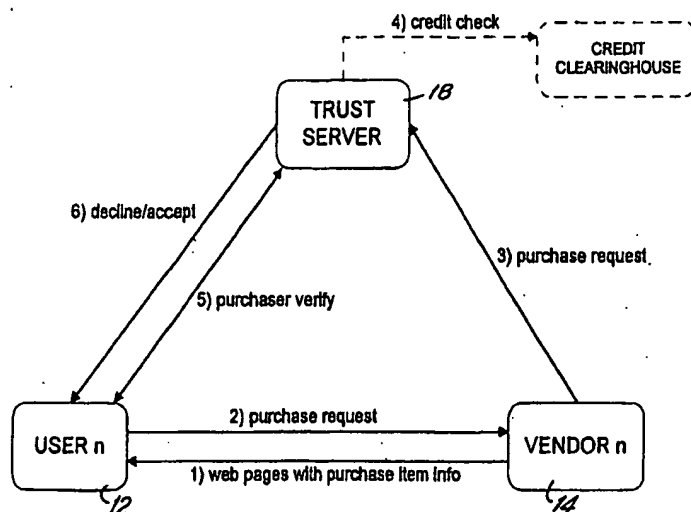 4) credit check
CREDIT
CLEARINGHOUSE
18
TRUST
SERVER
6) decline/accept
3) purchase request
5) purchaser verify
2) purchase request
USER n
VENDOR n
1) web pages with purchase item info
12
14